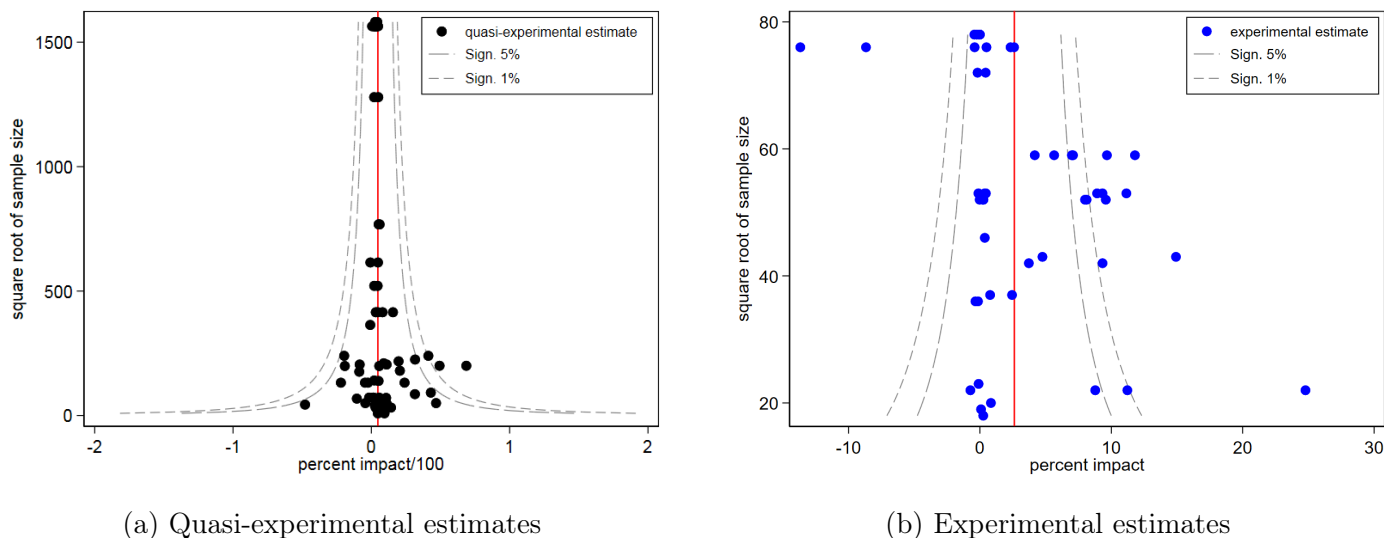 1500
1000
500
0
-2
-1
0
1
2
square root of sample size
percent impact/100
quasi-experimental estimate
Sign. 5%
Sign. 1%
(a) Quasi-experimental estimates
80
60
40
20
-10
0
10
20
30
square root of sample size
percent impact
experimental estimate
Sign. 5%
Sign. 1%
(b) Experimental estimates